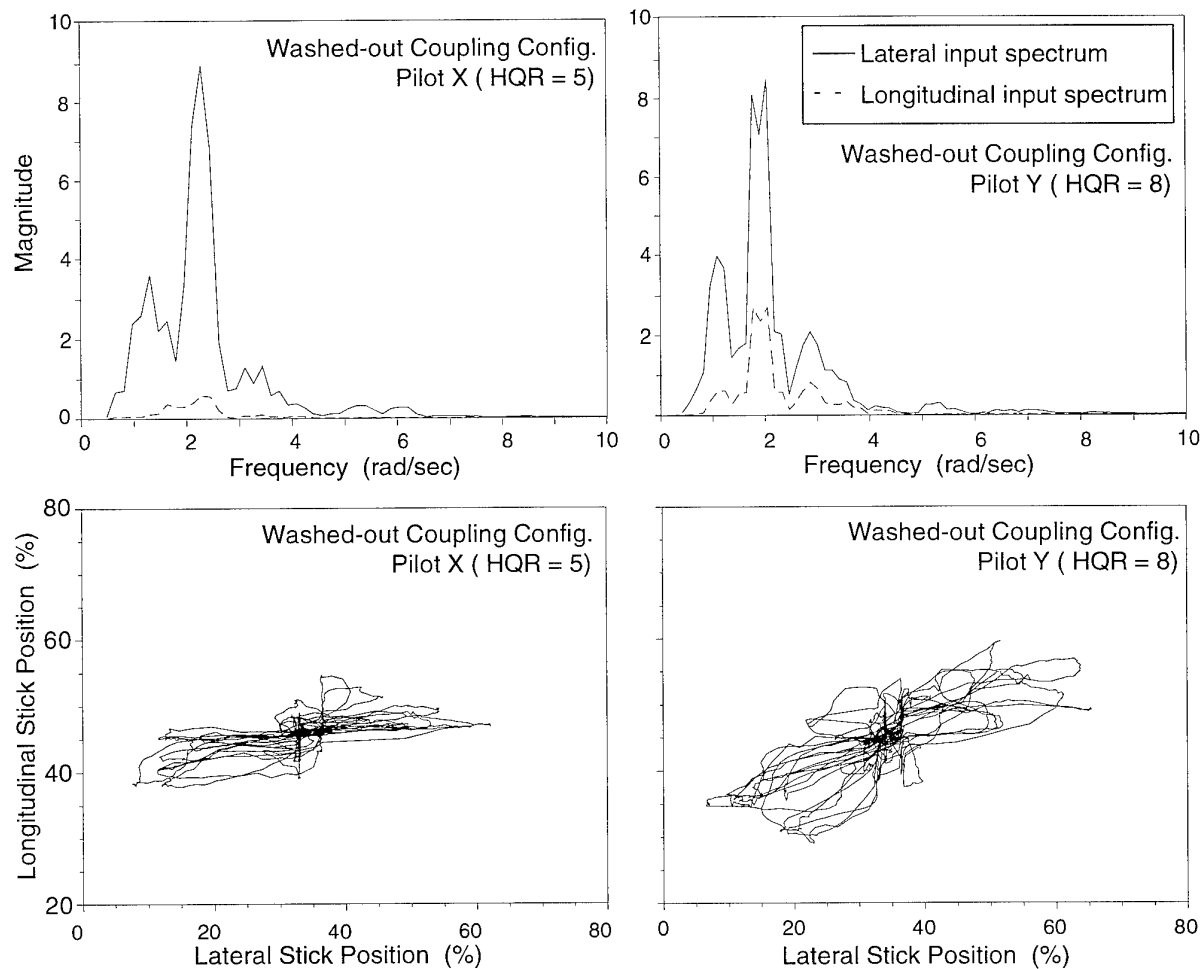 10
8
6
4
2
0
Magnitude
Washed-out Coupling Config.
Pilot X ( HQR = 5)
0 2 4 6 8 10
Frequency (rad/sec)
10
8
6
4
2
Lateral input spectrum
Longitudinal input spectrum
Washed-out Coupling Config.
Pilot Y ( HQR = 8)
0 2 4 6 8 10
Frequency (rad/sec)
80
60
40
20
Longitudinal Stick Position (%)
Washed-out Coupling Config.
Pilot X ( HQR = 5)
0 20 40 60 80
Lateral Stick Position (%)
Washed-out Coupling Config.
Pilot Y ( HQR = 8)
0 20 40 60 80
Lateral Stick Position (%)